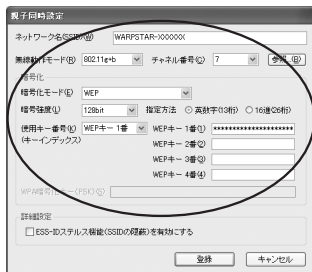 親子同時設定
ネットワーク名(SSID)(W) WARPSTAR-XXXXXX
無線動作モード(R) 802.11g+b チャネル番号(C) 7 参照...(B)
暗号化
暗号化モード(E) WEP
暗号強度(L) 128bit 指定方法 英数字(13桁) 16進(26桁)
使用キー番号(K) WEPキー 1番 WEPキー 1番(1) *********************
(キーインデックス) WEPキー 2番(2)
WEPキー 3番(3)
WEPキー 4番(4)
WPA暗号化キー(PSK)(P)
詳細設定
ESS-IDステルス機能(SSIDの隠蔽)を有効にする
登録 キャンセル